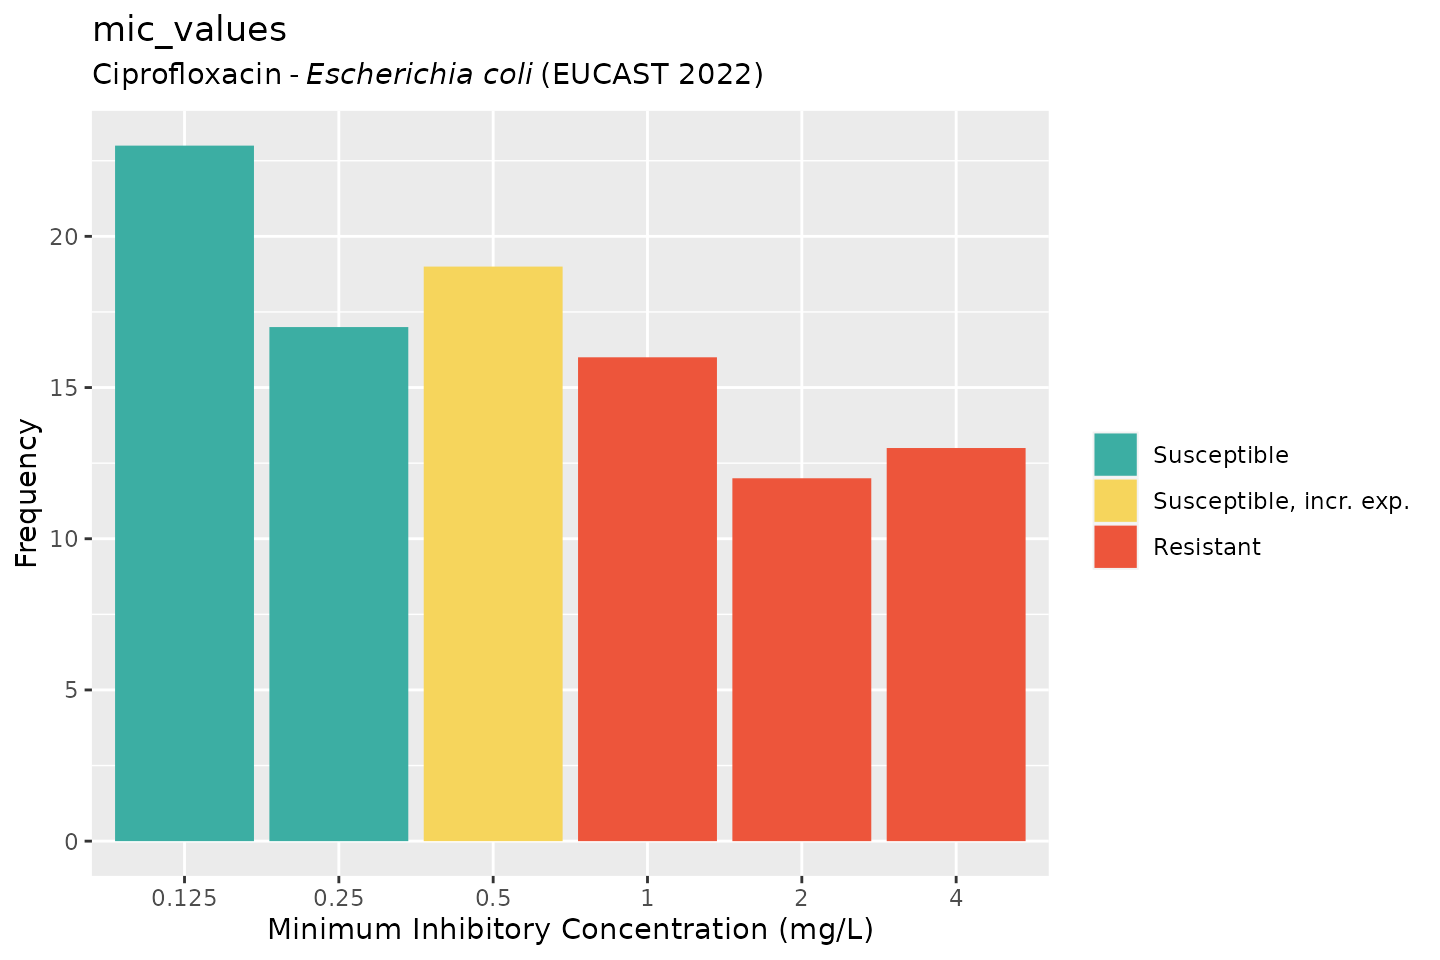 mic_values
Ciprofloxacin - Escherichia coli (EUCAST 2022)
Frequency
20
15
10
5
0
0.125 0.25 0.5 1 2 4
Minimum Inhibitory Concentration (mg/L)
Susceptible
Susceptible, incr. exp.
Resistant